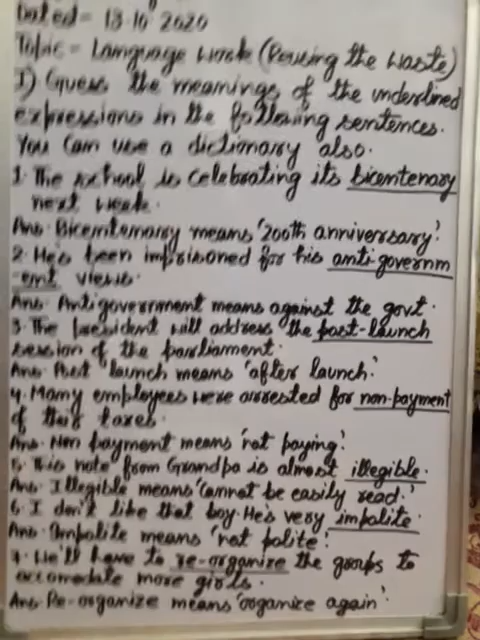 Dated = 13-10-2020
Topic = Language work (Reusing the waste)
I) Guess the meanings of the underlined
expressions in the following sentences.
You can use a dictionary also.
1. The school is celebrating its bicentenary
next week.
Ans. Bicentenary means '200th anniversary'.
2. He's been imprisoned for his anti-governm
ent views.
Ans. Antigovernment means against the govt.
3. The president will address the post-launch
session of the parliament.
Ans. Post launch means 'after launch.'
4. Many employees were arrested for non-payment
of their taxes.
Ans. Non payment means 'not paying'.
5. This note from Grandpa is almost illegible.
Ans. Illegible means 'cannot be easily read.'
6. I don't like that boy. He's very impolite.
Ans. Impolite means 'not polite'.
7. We'll have to re-organize the groups to
accomodate more girls.
Ans. Re-organize means 'organize again'.